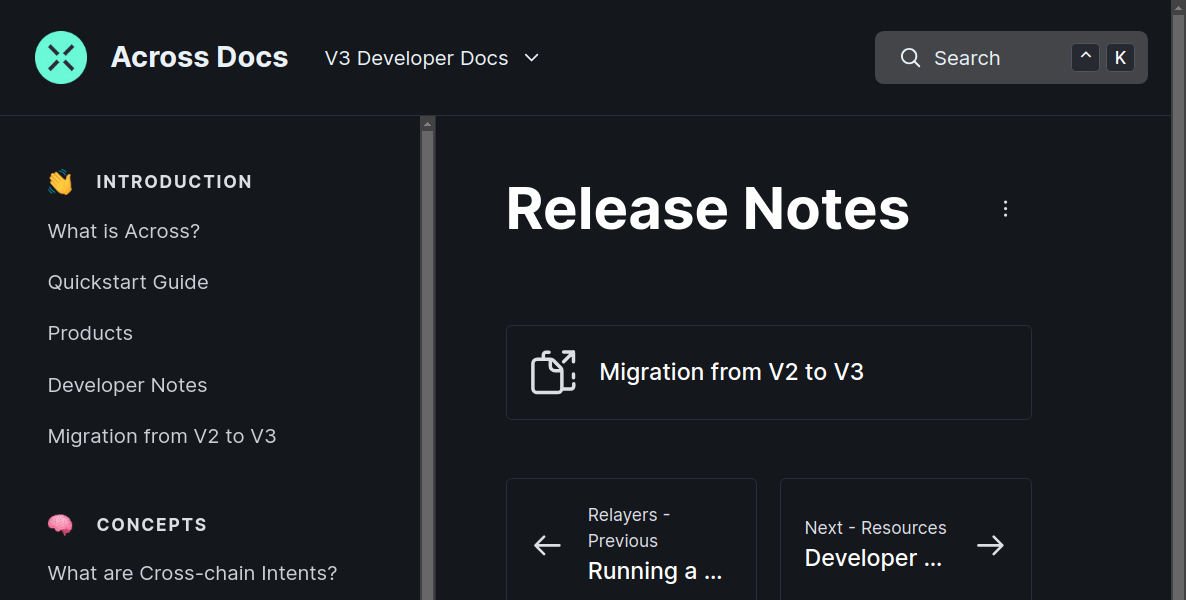 Across Docs
V3 Developer Docs
Search
^ K
INTRODUCTION
What is Across?
Quickstart Guide
Products
Developer Notes
Migration from V2 to V3
CONCEPTS
What are Cross-chain Intents?
Release Notes
Migration from V2 to V3
Relayers -
Previous
Running a ...
Next - Resources
Developer ...